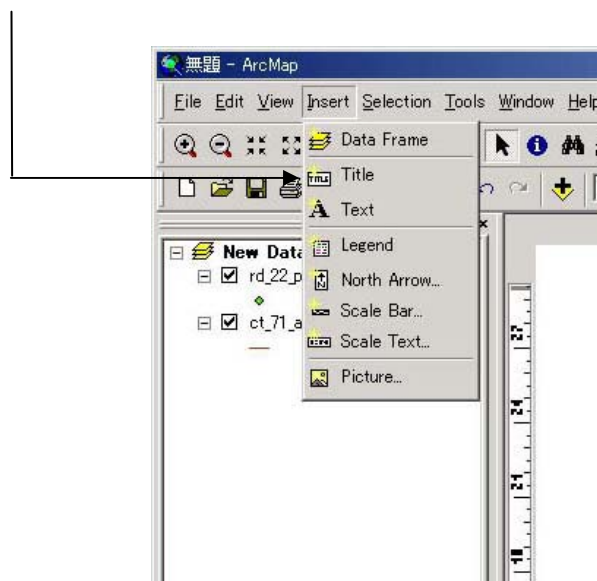 無題 - ArcMap
File Edit View Insert Selection Tools Window Help
Data Frame
Title
Text
New Data
Legend
rd_22_p
North Arrow...
Scale Bar...
ct_71_a
Scale Text...
Picture...